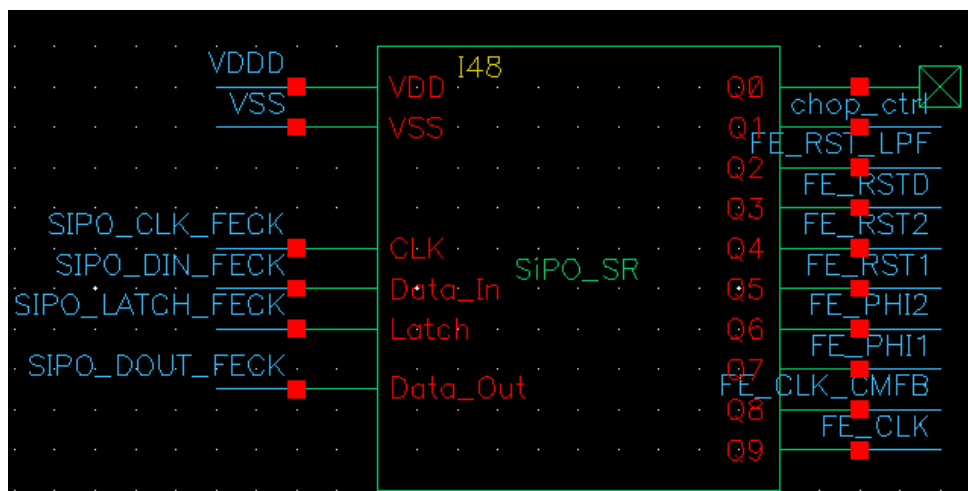 VDDD
I48
VDD
Q0
VSS
chop_ctrl
VSS
Q1
FE_RST_LPF
Q2
FE_RSTD
Q3
SIPO_CLK_FECK
FE_RST2
CLK
Q4
SIPO_DIN_FECK
SiPO_SR
FE_RST1
Data_In
Q5
SIPO_LATCH_FECK
FE_PHI2
Latch
Q6
FE_PHI1
SIPO_DOUT_FECK
Q7
FE_CLK_CMFB
Data_Out
Q8
FE_CLK
Q9